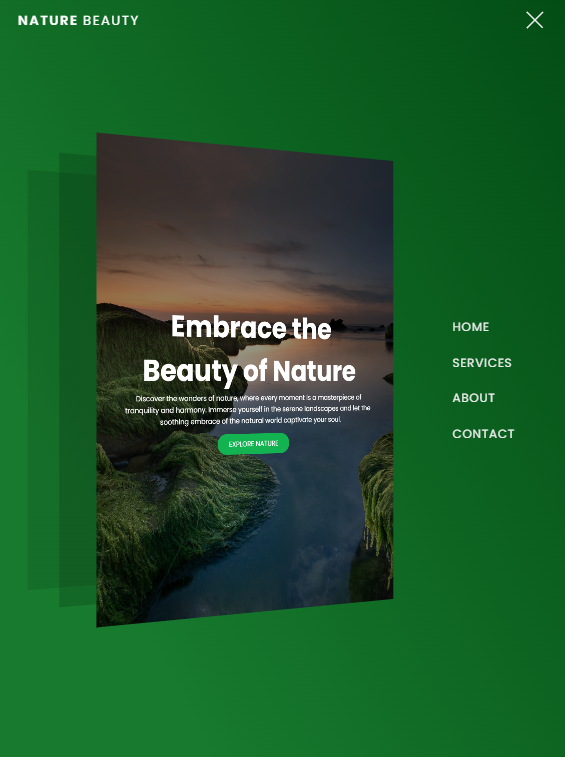 NATURE BEAUTY
Embrace the
Beauty of Nature
Discover the wonders of nature, where every moment is a masterpiece of
tranquility and harmony. Immerse yourself in the serene landscapes and let the
soothing embrace of the natural world captivate your soul.
EXPLORE NATURE
HOME
SERVICES
ABOUT
CONTACT